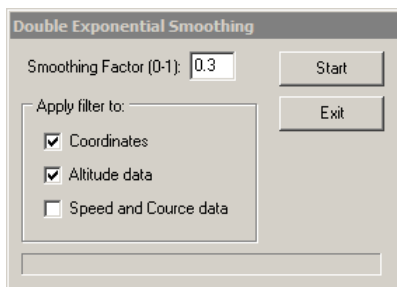 Double Exponential Smoothing
Smoothing Factor (0-1): 0.3
Start
Apply filter to:
Exit
Coordinates
Altitude data
Speed and Cource data